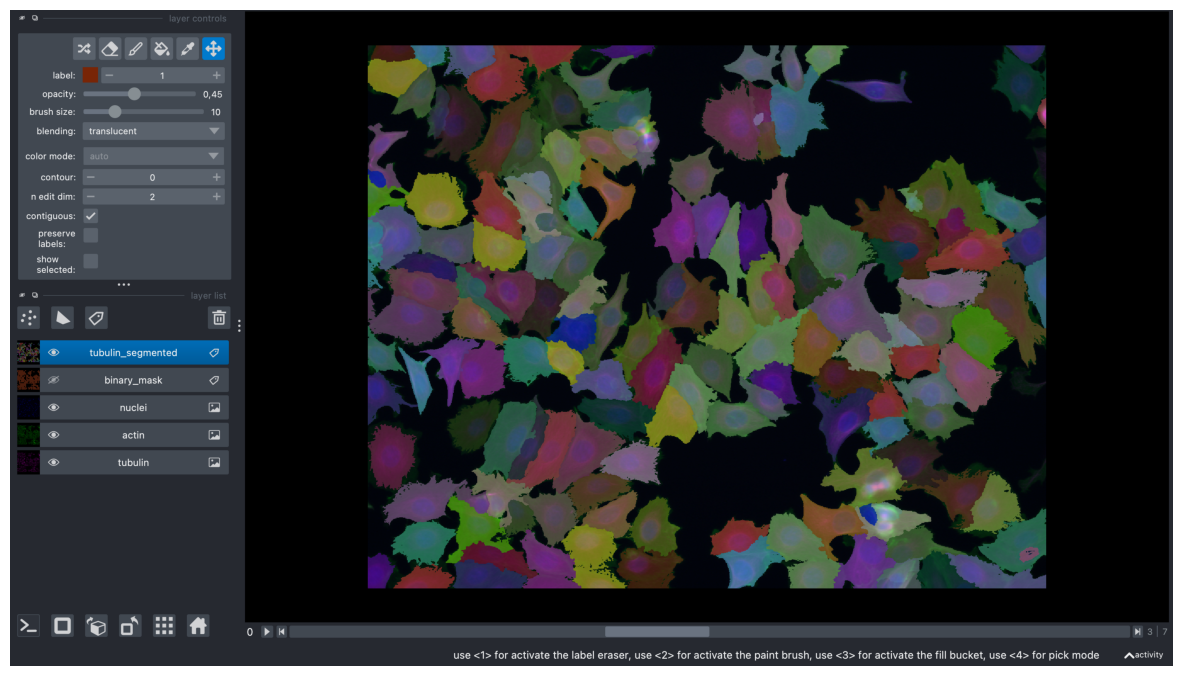 layer controls
label: 1
opacity: 0,45
brush size: 10
blending: translucent
color mode: auto
contour: 0
n edit dim: 2
contiguous:
preserve
labels:
show
selected:
layer list
tubulin_segmented
binary_mask
nuclei
actin
tubulin
0 3 | 7
use <1> for activate the label eraser, use <2> for activate the paint brush, use <3> for activate the fill bucket, use <4> for pick mode activity